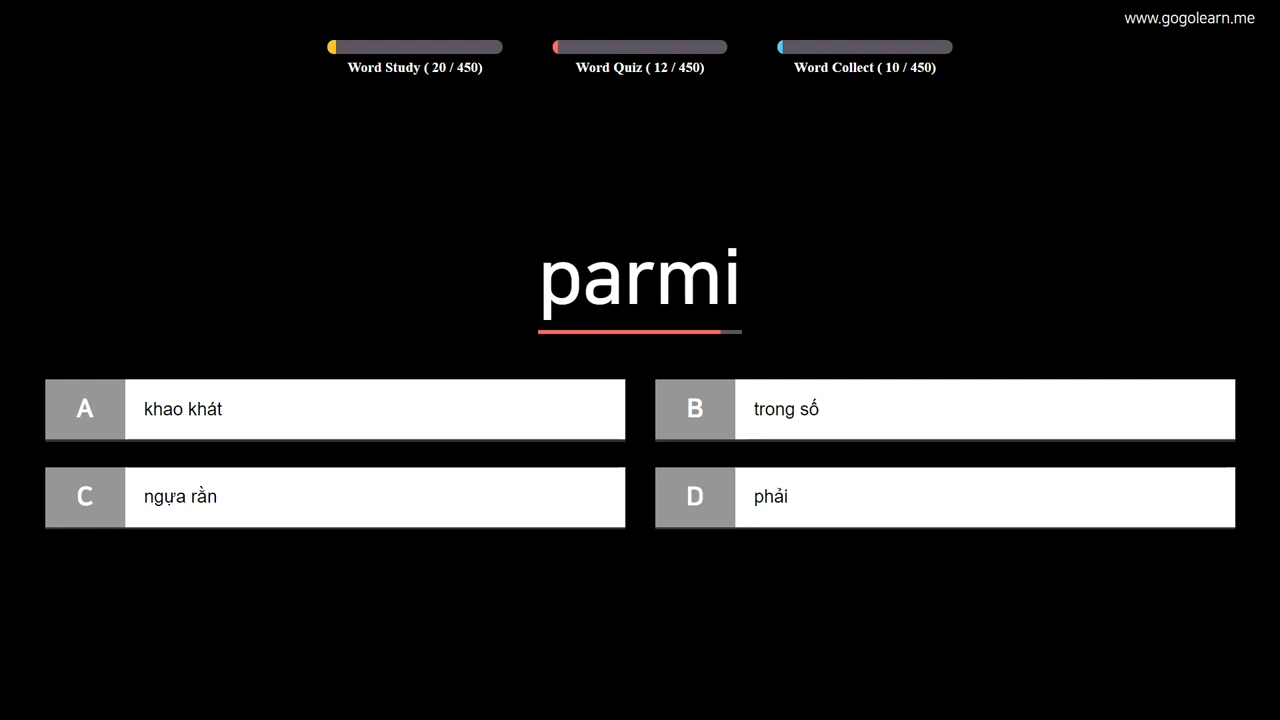 www.gogolearn.me
Word Study ( 20 / 450)
Word Quiz ( 12 / 450)
Word Collect ( 10 / 450)
parmi
A khao khát
B trong số
C ngựa rằn
D phải